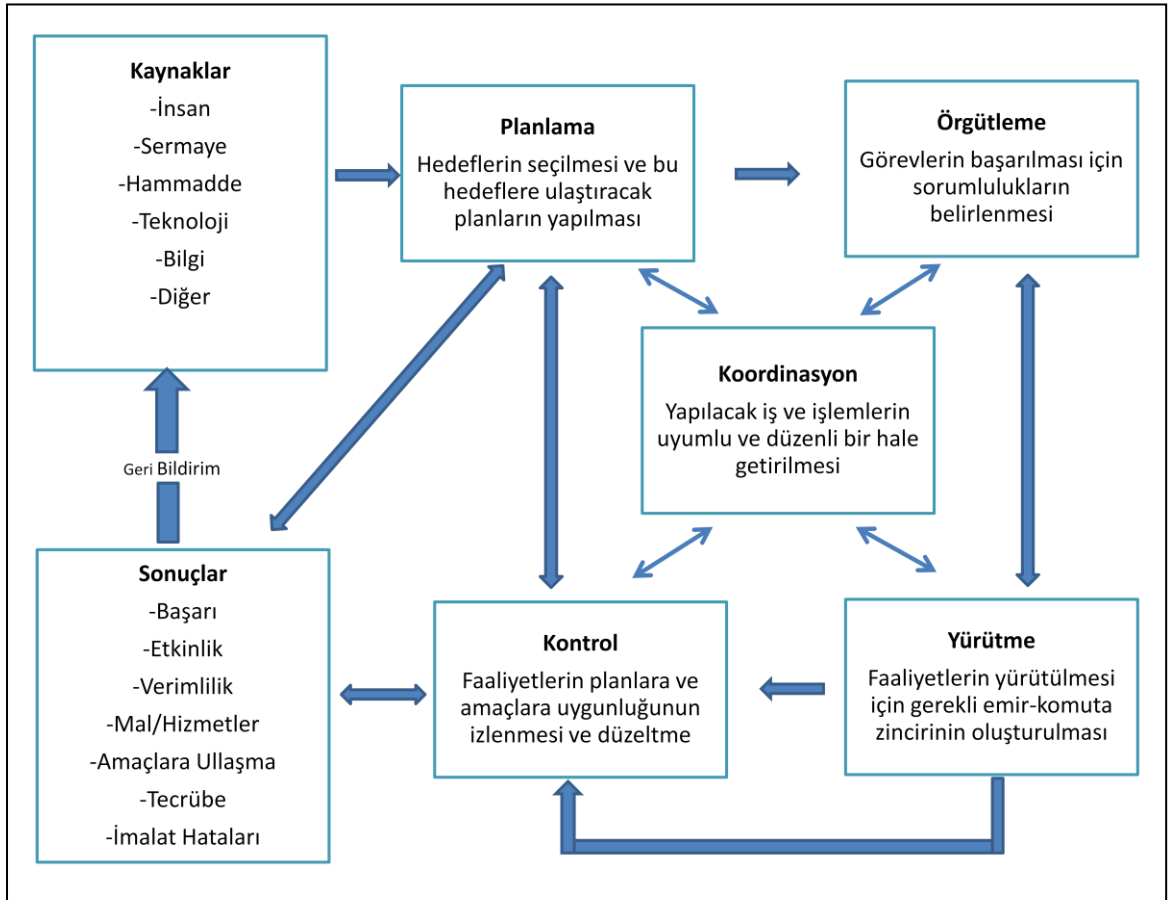 Kaynaklar
-İnsan
-Sermaye
-Hammadde
-Teknoloji
-Bilgi
-Diğer
Planlama
Hedeflerin seçilmesi ve bu
hedeflere ulaştıracak
planların yapılması
Örgütleme
Görevlerin başarılması için
sorumlulukların
belirlenmesi
Koordinasyon
Yapılacak iş ve işlemlerin
uyumlu ve düzenli bir hale
getirilmesi
Geri Bildirim
Sonuçlar
-Başarı
-Etkinlik
-Verimlilik
-Mal/Hizmetler
-Amaçlara Ullaşma
-Tecrübe
-İmalat Hataları
Kontrol
Faaliyetlerin planlara ve
amaçlara uygunluğunun
izlenmesi ve düzeltme
Yürütme
Faaliyetlerin yürütülmesi
için gerekli emir-komuta
zincirinin oluşturulması